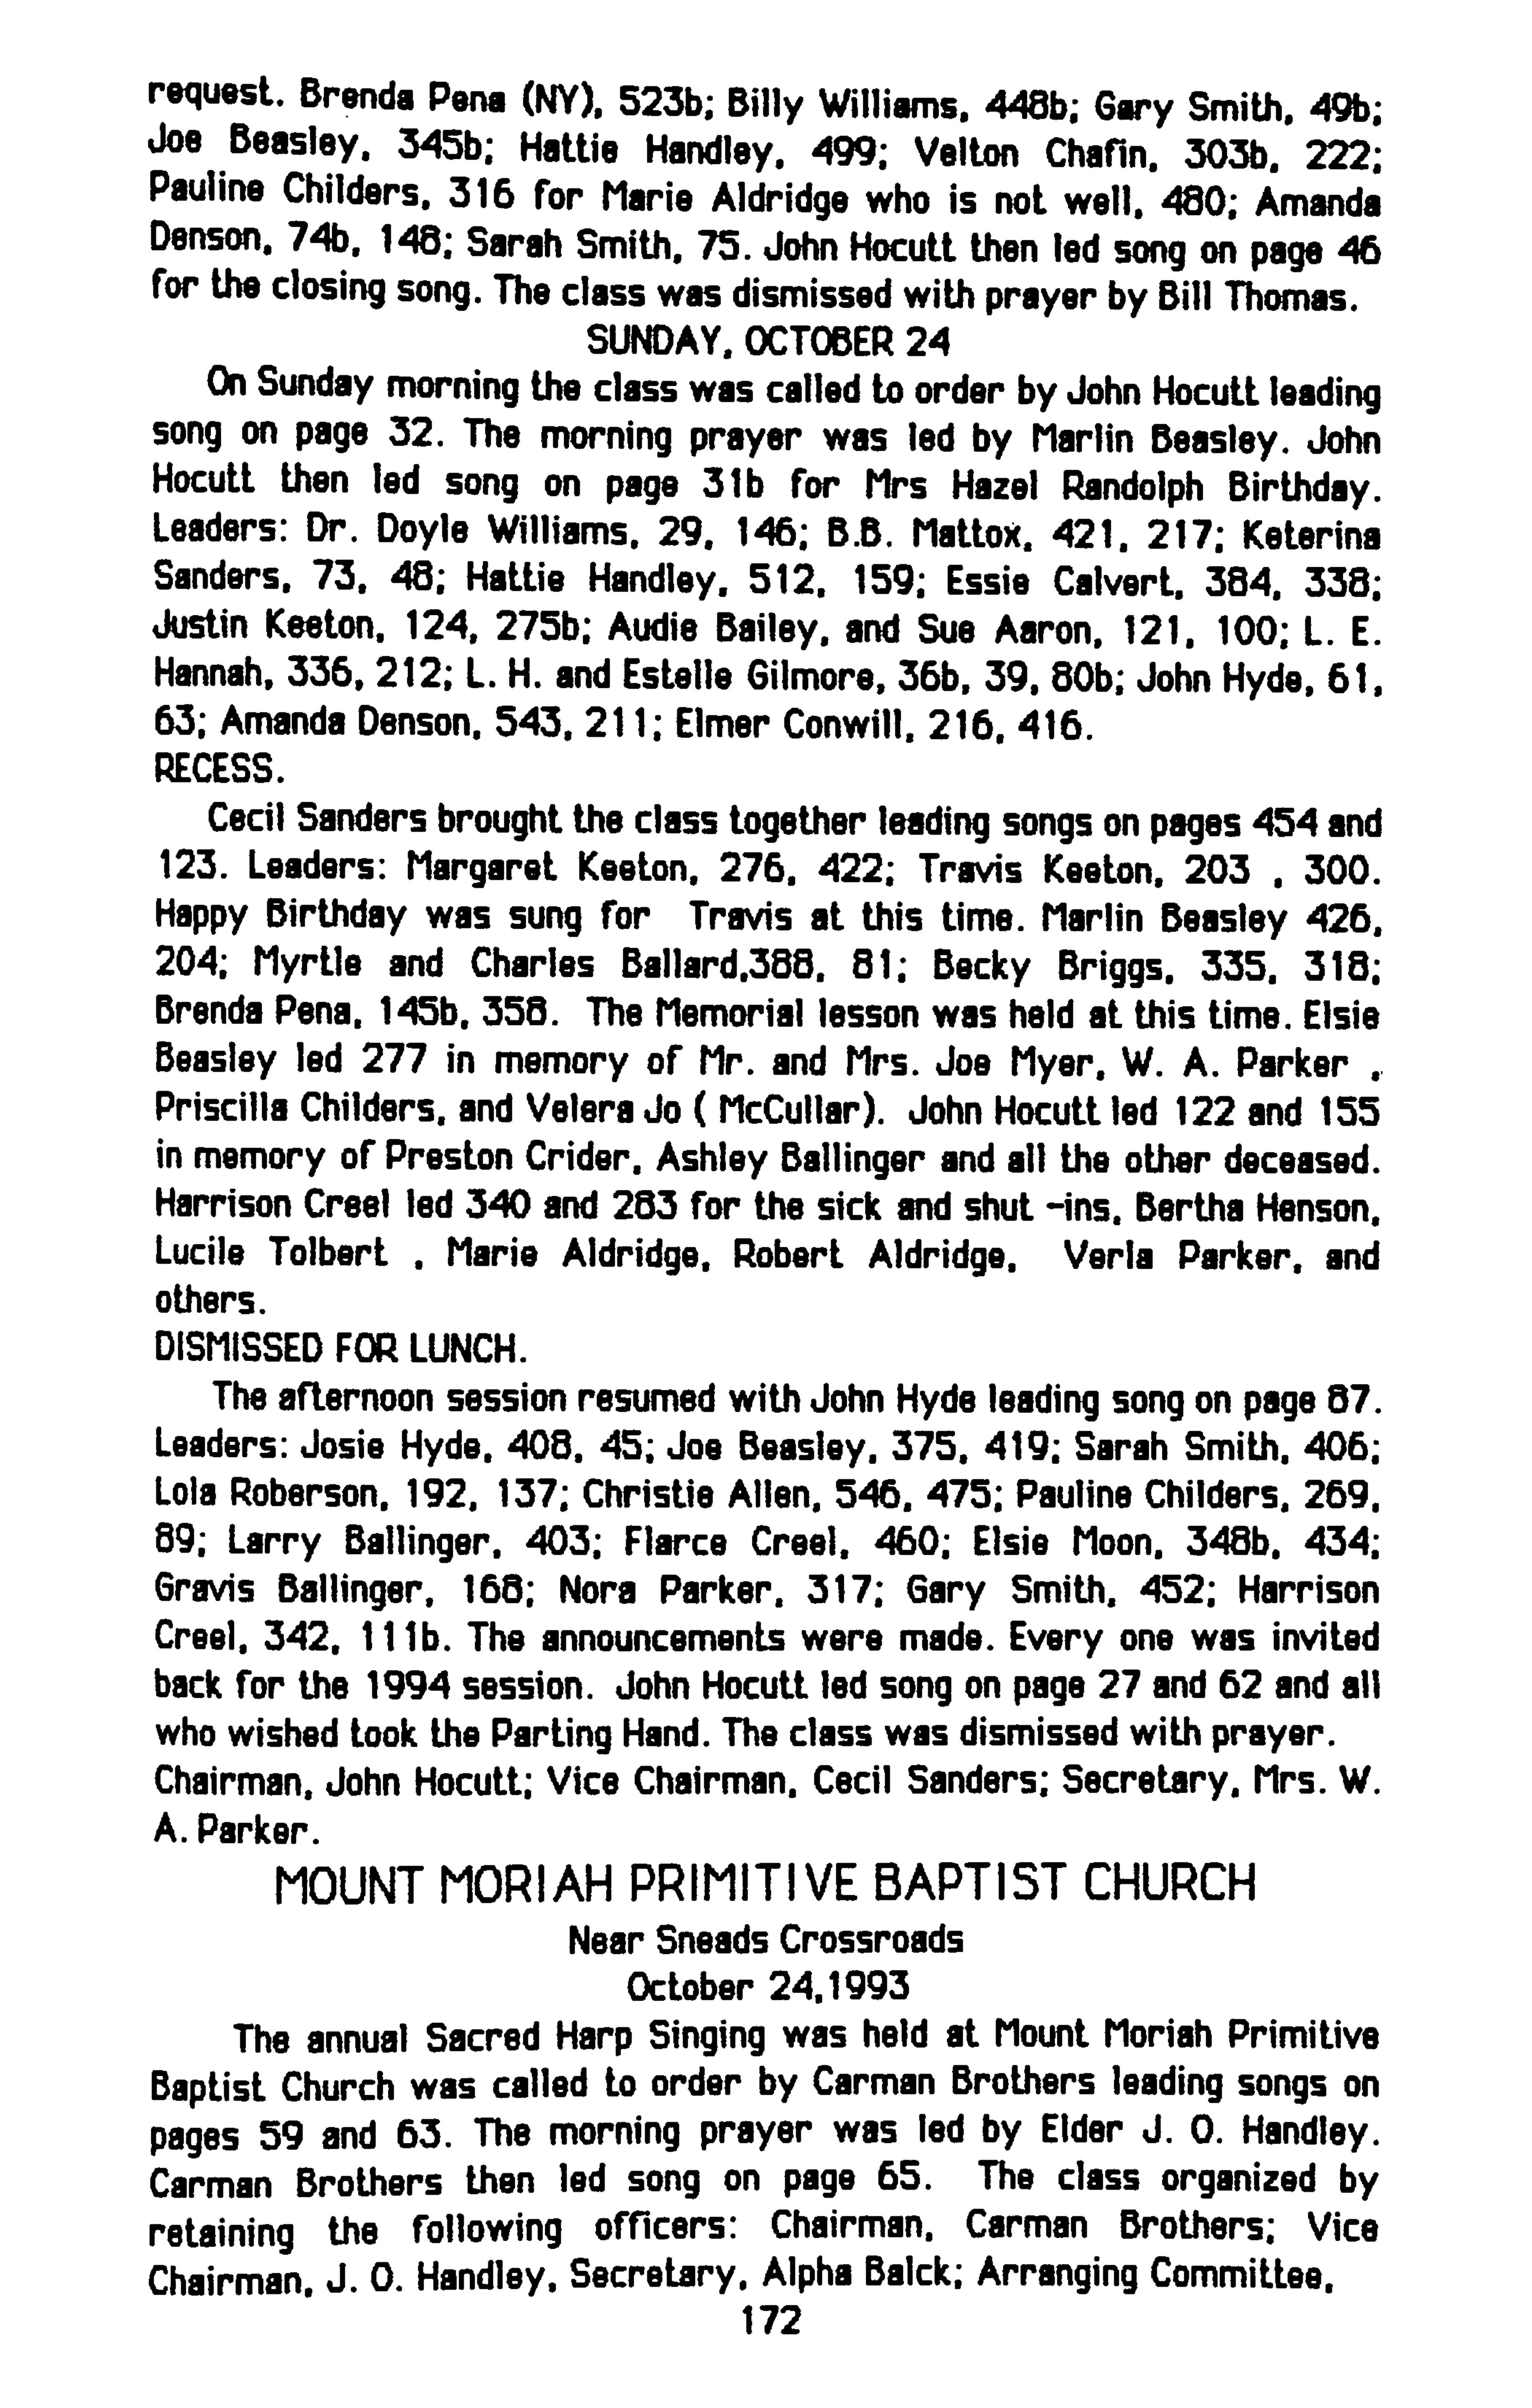 request. Brenda Pena (NY), 523b; Billy Williams, 448b; Gary Smith, 49b;
Joe Beasley, 345b; Hattie Handley, 499; Velton Chafin, 303b, 222;
Pauline Childers, 316 for Marie Aldridge who is not well, 480; Amanda
Denson, 74b, 148; Sarah Smith, 75. John Hocutt then led song on page 46
for the closing song. The class was dismissed with prayer by Bill Thomas.
SUNDAY, OCTOBER 24
On Sunday morning the class was called to order by John Hocutt leading
song on page 32. The morning prayer was led by Marlin Beasley. John
Hocutt then led song on page 31b for Mrs Hazel Randolph Birthday.
Leaders: Dr. Doyle Williams, 29, 146; B.B. Mattox, 421, 217; Keterina
Sanders, 73, 48; Hattie Handley, 512, 159; Essie Calvert, 384, 338;
Justin Keeton, 124, 275b; Audie Bailey, and Sue Aaron, 121, 100; L. E.
Hannah, 336, 212; L. H. and Estelle Gilmore, 36b, 39, 80b; John Hyde, 61,
63; Amanda Denson, 543, 211; Elmer Conwill, 216, 416.
RECESS.
Cecil Sanders brought the class together leading songs on pages 454 and
123. Leaders: Margaret Keeton, 276, 422; Travis Keeton, 203 , 300.
Happy Birthday was sung for Travis at this time. Marlin Beasley 426,
204; Myrtle and Charles Ballard,388, 81; Becky Briggs, 335, 318;
Brenda Pena, 145b, 358. The Memorial lesson was held at this time. Elsie
Beasley led 277 in memory of Mr. and Mrs. Joe Myer, W. A. Parker ,
Priscilla Childers, and Velera Jo ( McCullar). John Hocutt led 122 and 155
in memory of Preston Crider, Ashley Ballinger and all the other deceased.
Harrison Creel led 340 and 283 for the sick and shut -ins, Bertha Henson,
Lucile Tolbert , Marie Aldridge, Robert Aldridge, Verla Parker, and
others.
DISMISSED FOR LUNCH.
The afternoon session resumed with John Hyde leading song on page 87.
Leaders: Josie Hyde, 408, 45; Joe Beasley, 375, 419; Sarah Smith, 406;
Lola Roberson, 192, 137; Christie Allen, 546, 475; Pauline Childers, 269,
89; Larry Ballinger, 403; Flarce Creel, 460; Elsie Moon, 348b, 434;
Gravis Ballinger, 168; Nora Parker, 317; Gary Smith, 452; Harrison
Creel, 342, 111b. The announcements were made. Every one was invited
back for the 1994 session. John Hocutt led song on page 27 and 62 and all
who wished took the Parting Hand. The class was dismissed with prayer.
Chairman, John Hocutt; Vice Chairman, Cecil Sanders; Secretary, Mrs. W.
A. Parker.
MOUNT MORIAH PRIMITIVE BAPTIST CHURCH
Near Sneads Crossroads
October 24,1993
The annual Sacred Harp Singing was held at Mount Moriah Primitive
Baptist Church was called to order by Carman Brothers leading songs on
pages 59 and 63. The morning prayer was led by Elder J. O. Handley.
Carman Brothers then led song on page 65. The class organized by
retaining the following officers: Chairman, Carman Brothers; Vice
Chairman, J. O. Handley, Secretary, Alpha Balck; Arranging Committee,
172